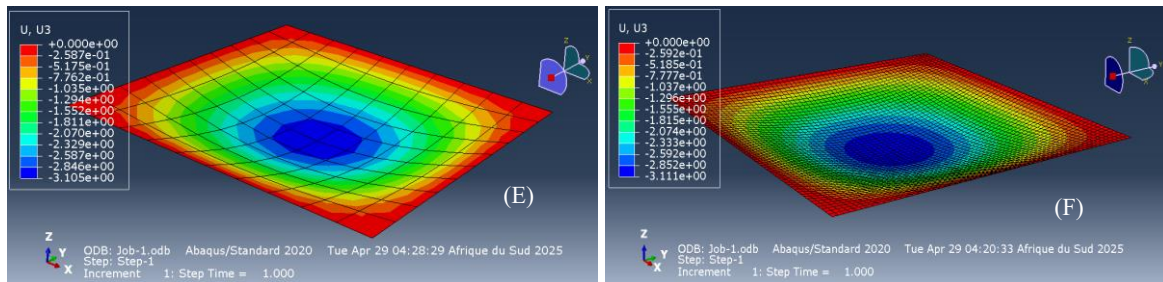 U, U3
+0.000e+00
-2.587e-01
-5.175e-01
-7.762e-01
-1.035e+00
-1.294e+00
-1.552e+00
-1.811e+00
-2.070e+00
-2.329e+00
-2.587e+00
-2.846e+00
-3.105e+00
Z
Y
X
(E)
Z
Y
X
ODB: Job-1.odb Abaqus/Standard 2020 Tue Apr 29 04:28:29 Afrique du Sud 2025
Step: Step-1
Increment 1: Step Time = 1.000
U, U3
+0.000e+00
-2.592e-01
-5.185e-01
-7.777e-01
-1.037e+00
-1.296e+00
-1.555e+00
-1.815e+00
-2.074e+00
-2.333e+00
-2.592e+00
-2.852e+00
-3.111e+00
Z
Y
X
(F)
Z
Y
X
ODB: Job-1.odb Abaqus/Standard 2020 Tue Apr 29 04:20:33 Afrique du Sud 2025
Step: Step-1
Increment 1: Step Time = 1.000